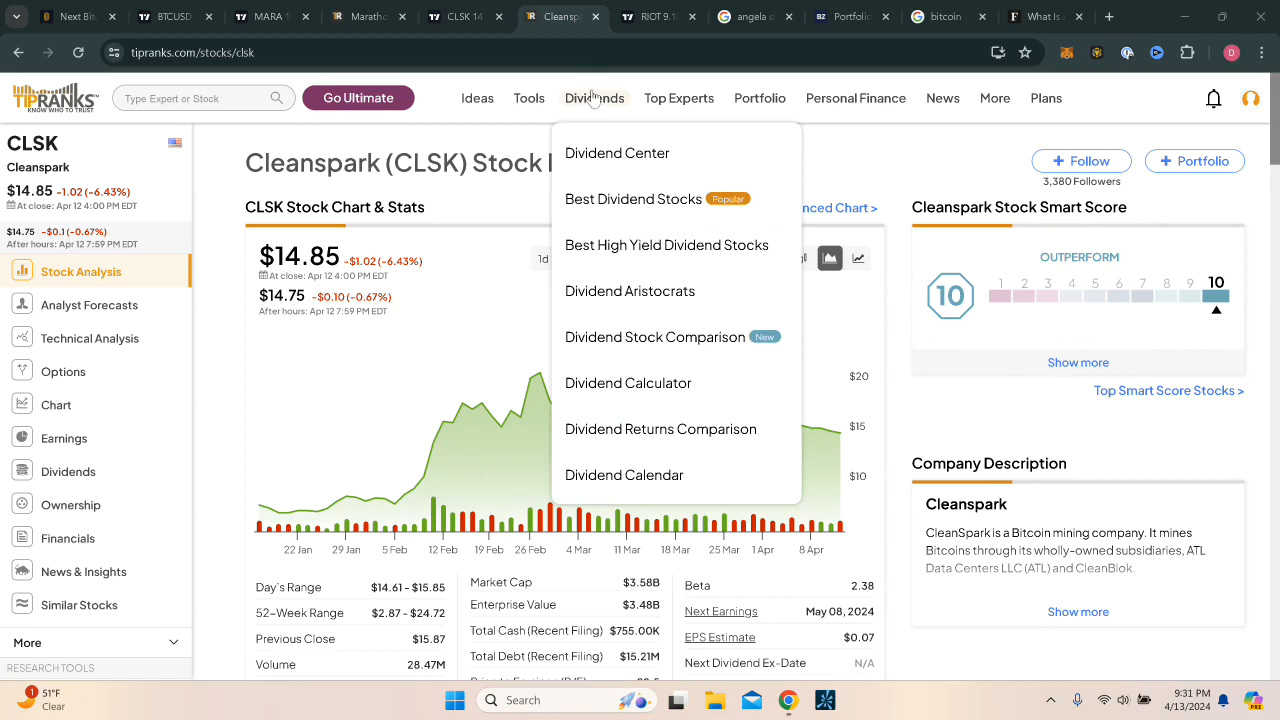 BTCUSD
MARA
Ro Monthl
CLSK 14
Cleansp
RIOT 9.10
angela d
Portfolio
bitcoin
What Is
tipranks.com/stocks/clsk
D
TIPRANKS
KNOW WHO TO TRUST
Type Expert or Stock
Go Ultimate
Ideas
Tools
Dividends
Top Experts
Portfolio
Personal Finance
News
More
Plans
CLSK
Cleanspark
$14.85 -1.02 (-6.43%)
At close: Apr 12 4:00 PM EDT
$14.75 -$0.1 (-0.67%)
After hours: Apr 12 7:59 PM EDT
Stock Analysis
Analyst Forecasts
Technical Analysis
Options
Chart
Earnings
Dividends
Ownership
Financials
News & Insights
Similar Stocks
More
RESEARCH TOOLS
Cleanspark (CLSK) Stock
+ Follow
3,380 Followers
+ Portfolio
CLSK Stock Chart & Stats
nced Chart >
$14.85 -$1.02 (-6.43%)
At close: Apr 12 4:00 PM EDT
$14.75 -$0.10 (-0.67%)
After hours: Apr 12 7:59 PM EDT
1d
Dividend Center
Best Dividend Stocks Popular
Best High Yield Dividend Stocks
Dividend Aristocrats
Dividend Stock Comparison New
Dividend Calculator
Dividend Returns Comparison
Dividend Calendar
$20
$15
$10
22 Jan 29 Jan 5 Feb 12 Feb 19 Feb 26 Feb 4 Mar 11 Mar 18 Mar 25 Mar 1 Apr 8 Apr
Day's Range $14.61 - $15.85
52-Week Range $2.87 - $24.72
Previous Close $15.87
Volume 28.47M
Market Cap $3.58B
Enterprise Value $3.48B
Total Cash (Recent Filing) $755.00K
Total Debt (Recent Filing) $15.21M
Beta 2.38
Next Earnings May 08, 2024
EPS Estimate $0.07
Next Dividend Ex-Date N/A
Cleanspark Stock Smart Score
OUTPERFORM
10
1 2 3 4 5 6 7 8 9 10
Show more
Top Smart Score Stocks >
Company Description
Cleanspark
CleanSpark is a Bitcoin mining company. It mines
Bitcoins through its wholly-owned subsidiaries, ATL
Data Centers LLC (ATL) and CleanBlok.
Show more
1
51°F
Clear
Search
9:31 PM
4/13/2024